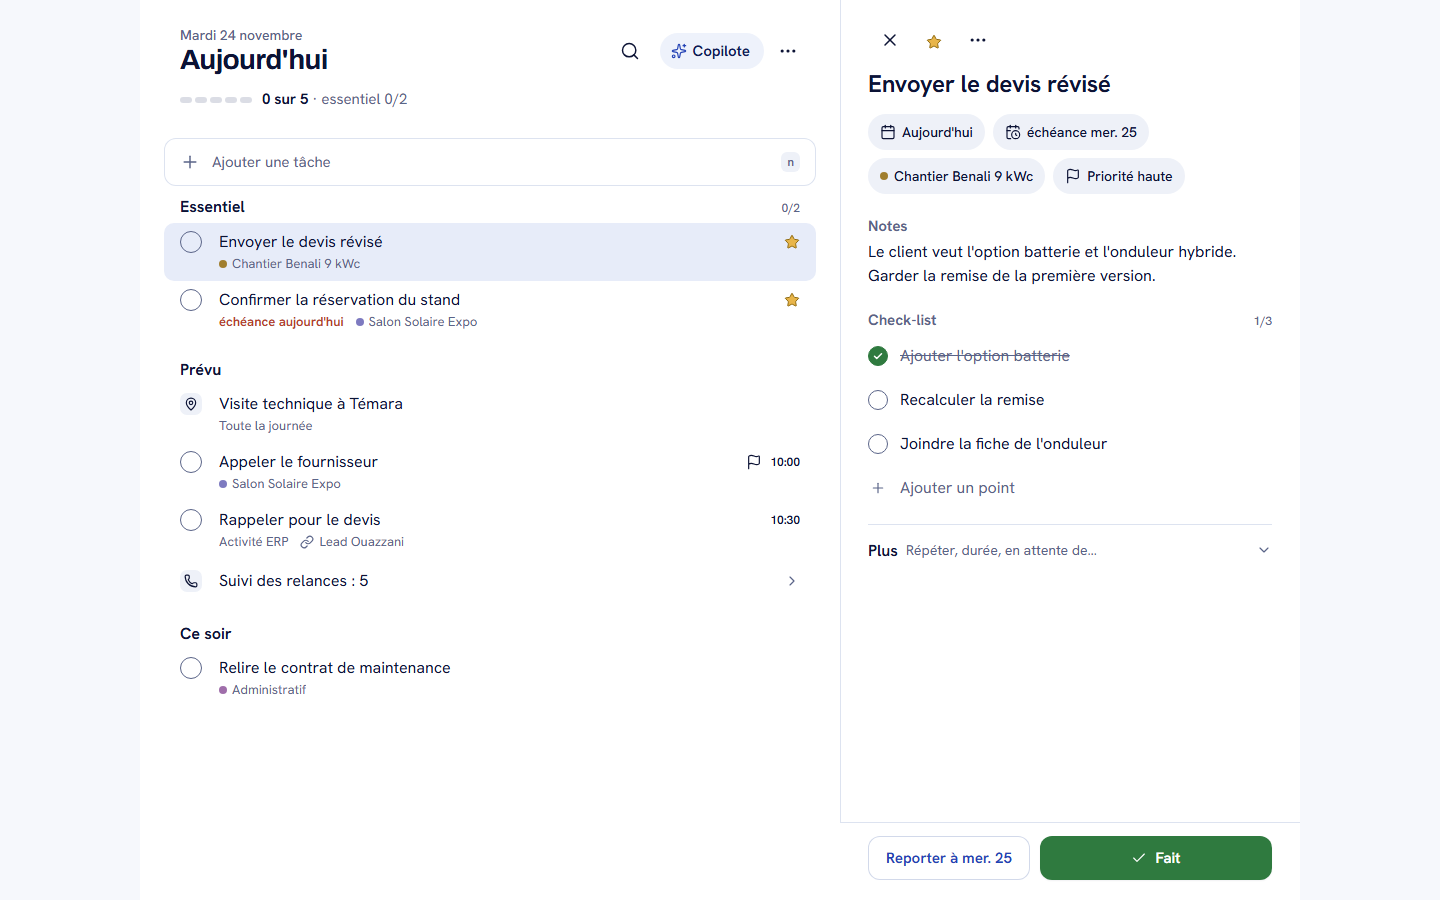 Mardi 24 novembre
Aujourd'hui
Copilote
0 sur 5 · essentiel 0/2
Ajouter une tâche
n
Essentiel
0/2
Envoyer le devis révisé
Chantier Benali 9 kWc
Confirmer la réservation du stand
échéance aujourd'hui
Salon Solaire Expo
Prévu
Visite technique à Témara
Toute la journée
Appeler le fournisseur
10:00
Salon Solaire Expo
Rappeler pour le devis
10:30
Activité ERP
Lead Ouazzani
Suivi des relances : 5
Ce soir
Relire le contrat de maintenance
Administratif
Envoyer le devis révisé
Aujourd'hui
échéance mer. 25
Chantier Benali 9 kWc
Priorité haute
Notes
Le client veut l'option batterie et l'onduleur hybride.
Garder la remise de la première version.
Check-list
1/3
Ajouter l'option batterie
Recalculer la remise
Joindre la fiche de l'onduleur
Ajouter un point
Plus Répéter, durée, en attente de...
Reporter à mer. 25
Fait